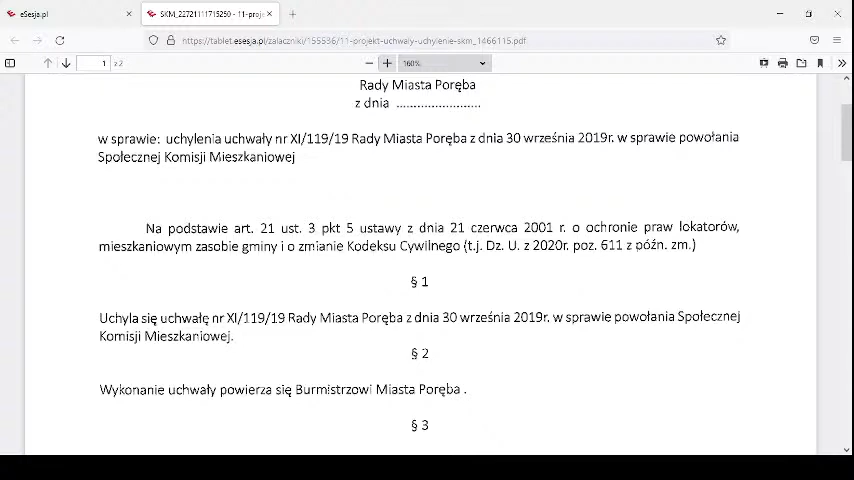 eSesja.pl
SKM_22721111715250 - 11-proje
https://tablet.esesja.pl/zalaczniki/155536/11-projekt-uchwaly-uchylenie-skm_1466115.pdf
1 z 2
160%
Rady Miasta Poręba
z dnia ........................
w sprawie: uchylenia uchwały nr XI/119/19 Rady Miasta Poręba z dnia 30 września 2019r. w sprawie powołania
Społecznej Komisji Mieszkaniowej
Na podstawie art. 21 ust. 3 pkt 5 ustawy z dnia 21 czerwca 2001 r. o ochronie praw lokatorów,
mieszkaniowym zasobie gminy i o zmianie Kodeksu Cywilnego (t.j. Dz. U. z 2020r. poz. 611 z późn. zm.)
§ 1
Uchyla się uchwałę nr XI/119/19 Rady Miasta Poręba z dnia 30 września 2019r. w sprawie powołania Społecznej
Komisji Mieszkaniowej.
§ 2
Wykonanie uchwały powierza się Burmistrzowi Miasta Poręba .
§ 3